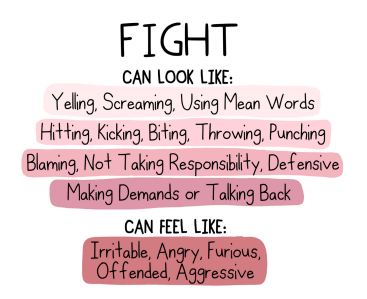 FIGHT
CAN LOOK LIKE:
Yelling, Screaming, Using Mean Words
Hitting, Kicking, Biting, Throwing, Punching
Blaming, Not Taking Responsibility, Defensive
Making Demands or Talking Back
CAN FEEL LIKE:
Irritable, Angry, Furious,
Offended, Aggressive